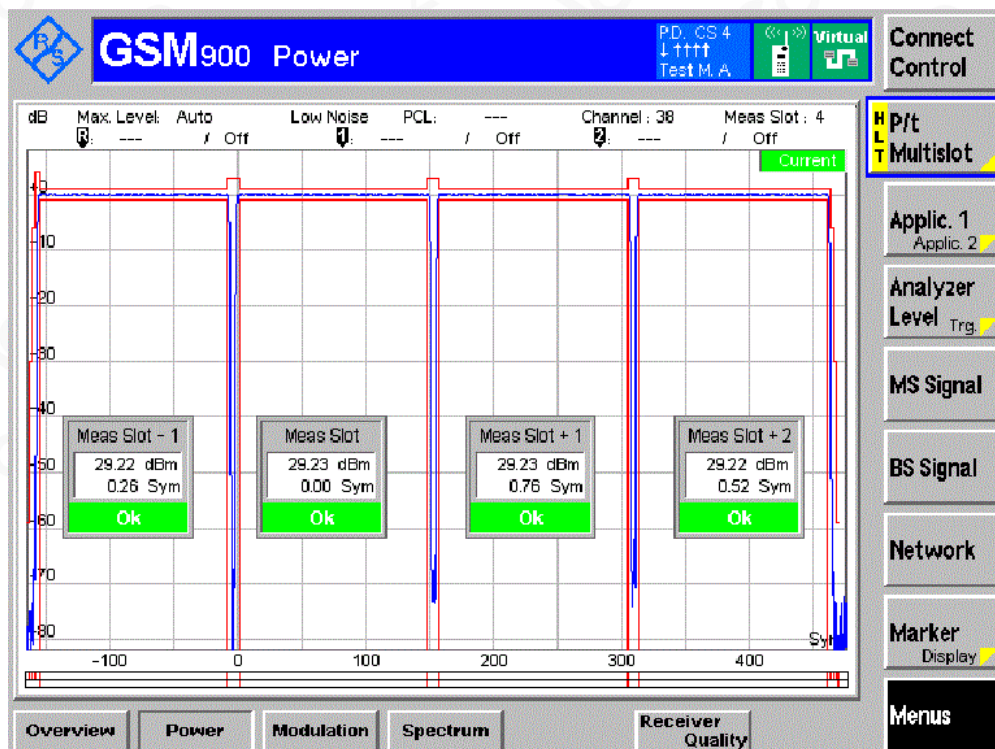 R/S
GSM900 Power
P.D. CS 4
↓↑↑↑↑
Test M. A
Virtual
Connect
Control
dB Max. Level: Auto Low Noise PCL: --- Channel : 38 Meas Slot : 4
R: --- / Off 1: --- / Off 2: --- / Off
H
L
T
P/t
Multislot
Current
+0
-10
-20
-30
-40
-50
-60
-70
-80
Meas Slot - 1
29.22 dBm
0.26 Sym
Ok
Meas Slot
29.23 dBm
0.00 Sym
Ok
Meas Slot + 1
29.23 dBm
0.76 Sym
Ok
Meas Slot + 2
29.22 dBm
0.52 Sym
Ok
-100 0 100 200 300 400
Applic. 1
Applic. 2
Analyzer
Level Trg.
MS Signal
BS Signal
Network
Marker
Display
Menus
Overview Power Modulation Spectrum Receiver
Quality